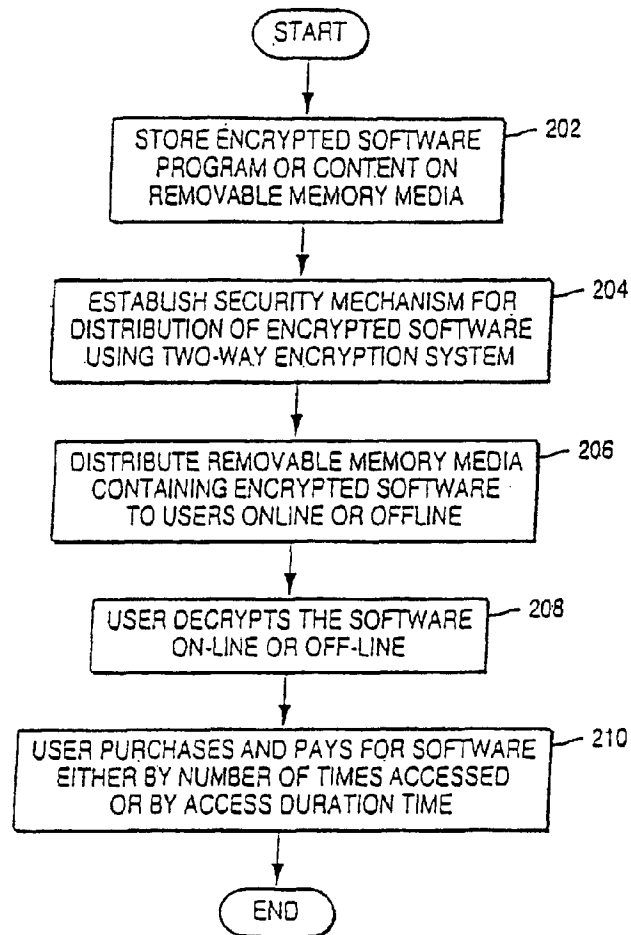 START
STORE ENCRYPTED SOFTWARE
PROGRAM OR CONTENT ON
REMOVABLE MEMORY MEDIA
202
ESTABLISH SECURITY MECHANISM FOR
DISTRIBUTION OF ENCRYPTED SOFTWARE
USING TWO-WAY ENCRYPTION SYSTEM
204
DISTRIBUTE REMOVABLE MEMORY MEDIA
CONTAINING ENCRYPTED SOFTWARE
TO USERS ONLINE OR OFFLINE
206
USER DECRYPTS THE SOFTWARE
ON-LINE OR OFF-LINE
208
USER PURCHASES AND PAYS FOR SOFTWARE
EITHER BY NUMBER OF TIMES ACCESSED
OR BY ACCESS DURATION TIME
210
END